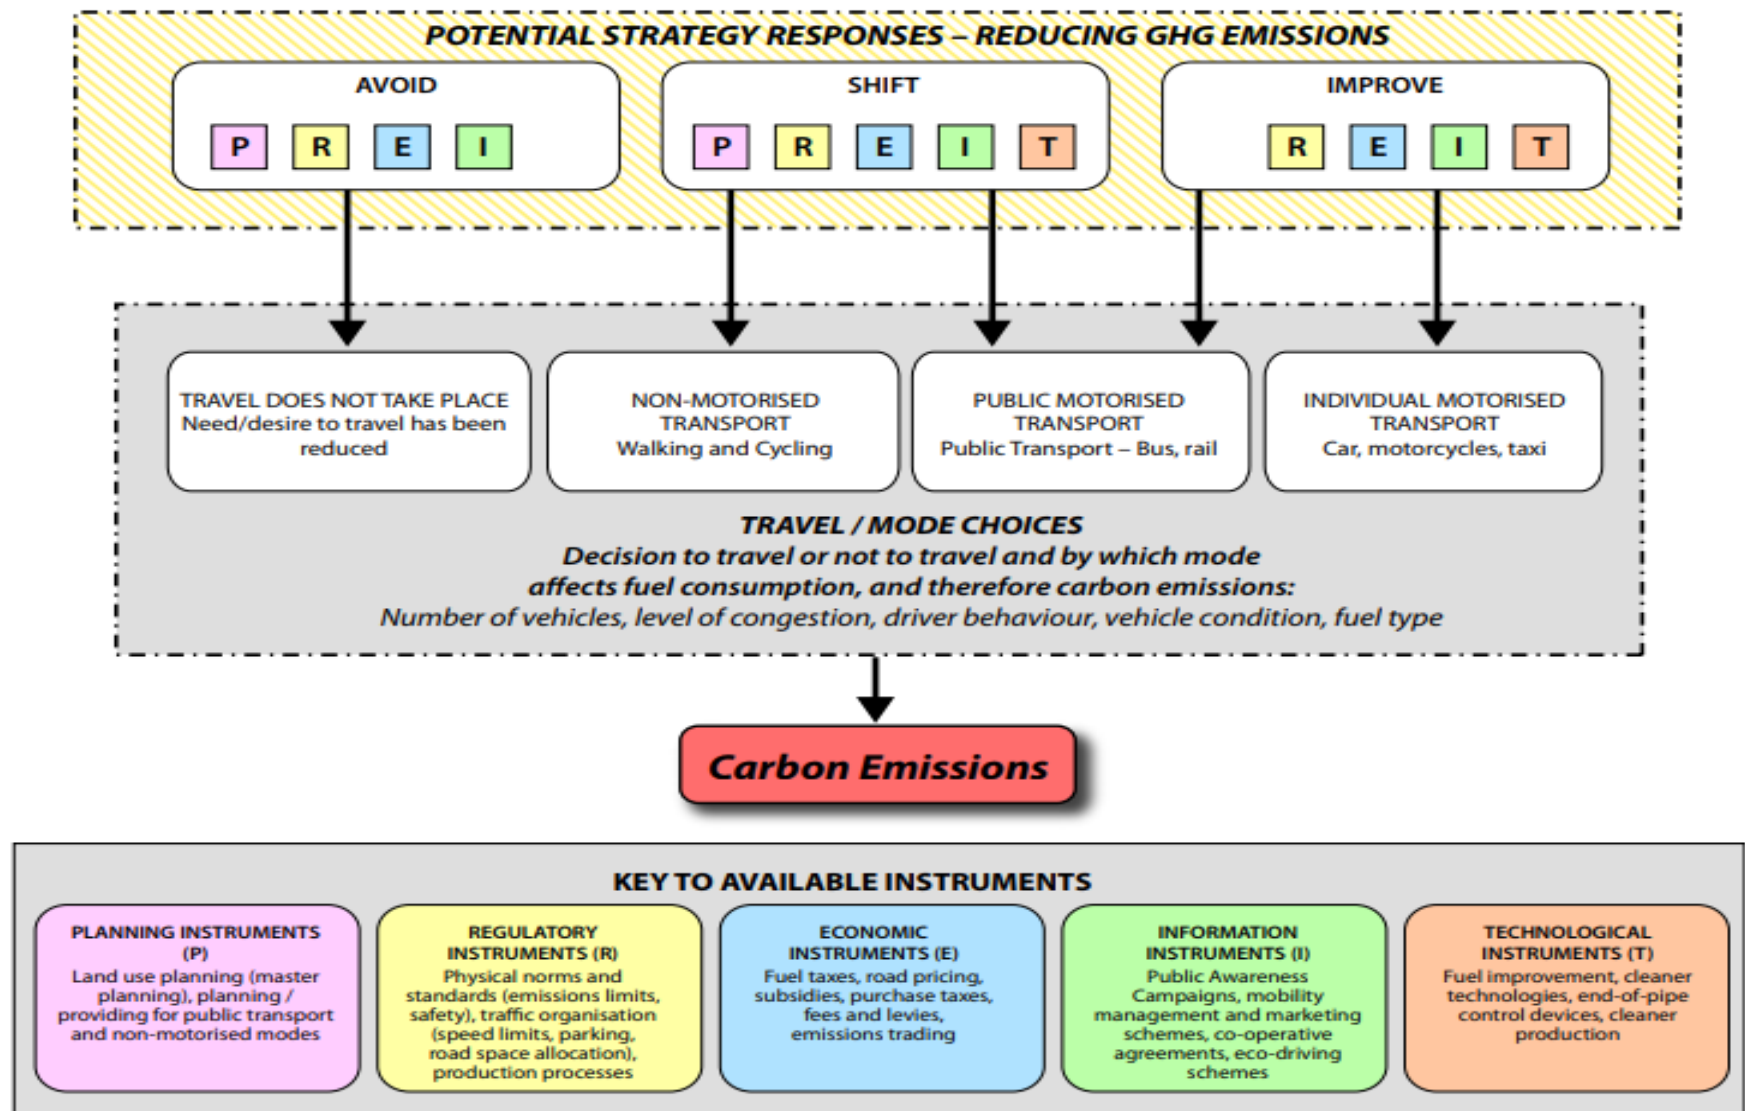 POTENTIAL STRATEGY RESPONSES – REDUCING GHG EMISSIONS
AVOID
P R E I
SHIFT
P R E I T
IMPROVE
R E I T
TRAVEL DOES NOT TAKE PLACE
Need/desire to travel has been
reduced
NON-MOTORISED
TRANSPORT
Walking and Cycling
PUBLIC MOTORISED
TRANSPORT
Public Transport – Bus, rail
INDIVIDUAL MOTORISED
TRANSPORT
Car, motorcycles, taxi
TRAVEL / MODE CHOICES
Decision to travel or not to travel and by which mode
affects fuel consumption, and therefore carbon emissions:
Number of vehicles, level of congestion, driver behaviour, vehicle condition, fuel type
Carbon Emissions
KEY TO AVAILABLE INSTRUMENTS
PLANNING INSTRUMENTS
(P)
Land use planning (master
planning), planning /
providing for public transport
and non-motorised modes
REGULATORY
INSTRUMENTS (R)
Physical norms and
standards (emissions limits,
safety), traffic organisation
(speed limits, parking,
road space allocation),
production processes
ECONOMIC
INSTRUMENTS (E)
Fuel taxes, road pricing,
subsidies, purchase taxes,
fees and levies,
emissions trading
INFORMATION
INSTRUMENTS (I)
Public Awareness
Campaigns, mobility
management and marketing
schemes, co-operative
agreements, eco-driving
schemes
TECHNOLOGICAL
INSTRUMENTS (T)
Fuel improvement, cleaner
technologies, end-of-pipe
control devices, cleaner
production